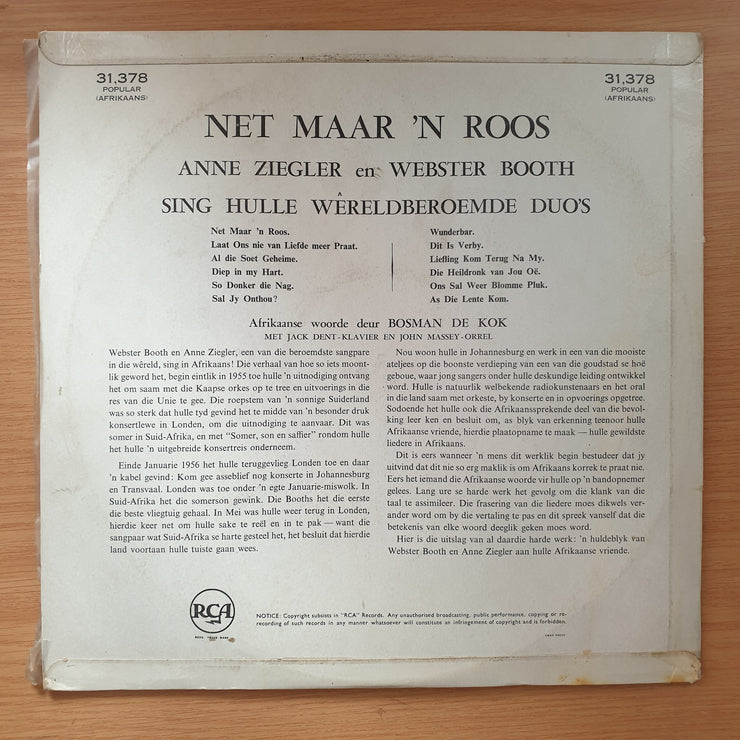 31,378
POPULAR
(AFRIKAANS)
31,378
POPULAR
(AFRIKAANS)
NET MAAR 'N ROOS
ANNE ZIEGLER en WEBSTER BOOTH
SING HULLE WÊRELDBEROEMDE DUO'S
Net Maar 'n Roos.
Laat Ons nie van Liefde meer Praat.
Al die Soet Geheime.
Diep in my Hart.
So Donker die Nag.
Sal Jy Onthou?
Wunderbar.
Dit Is Verby.
Liefling Kom Terug Na My.
Die Heildronk van Jou Oë.
Ons Sal Weer Blomme Pluk.
As Die Lente Kom.
Afrikaanse woorde deur BOSMAN DE KOK
MET JACK DENT-KLAVIER EN JOHN MASSEY-ORREL
Webster Booth en Anne Ziegler, een van die beroemdste sangpare
in die wêreld, sing in Afrikaans! Die verhaal van hoe so iets moont-
lik geword het, begin eintlik in 1955 toe hulle 'n uitnodiging ontvang
het om saam met die Kaapse orkes op te tree en uitvoerings in die
res van die Unie te gee. Die roepstem van 'n sonnige Suiderland
was so sterk dat hulle tyd gevind het te midde van 'n besonder druk
konsertlewe in Londen, om die uitnodiging te aanvaar. Dit was
somer in Suid-Afrika, en met "Somer, son en saffier" rondom hulle
het hulle 'n uitgebreide konsertreis onderneem.
Einde Januarie 1956 het hulle teruggevlieg Londen toe en daar
'n kabel gevind: Kom gee asseblief nog konserte in Johannesburg
en Transvaal. Londen was toe onder 'n egte Januarie-miswolk. In
Suid-Afrika het die somerson gewink. Die Booths het die eerste
die beste vliegtuig gehaal. In Mei was hulle weer terug in Londen,
hierdie keer net om hulle sake te reël en in te pak — want die
sangpaar wat Suid-Afrika se harte gesteel het, het besluit dat hierdie
land voortaan hulle tuiste gaan wees.
Nou woon hulle in Johannesburg en werk in een van die mooiste
ateljees op die boonste verdieping van een van die goudstad se hoë
geboue, waar jong sangers onder hulle deskundige leiding ontwikkel
word. Hulle is natuurlik welbekende radiokunstenaars en het oral
in die land saam met orkeste, by konserte en in opvoerings opgetree.
Sodoende het hulle ook die Afrikaanssprekende deel van die bevol-
king leer ken en besluit om, as blyk van erkenning teenoor hulle
Afrikaanse vriende, hierdie plaatopname te maak — hulle gewildste
liedere in Afrikaans.
Dit is eers wanneer 'n mens dit werklik begin bestudeer dat jy
uitvind dat dit nie so erg maklik is om Afrikaans korrek te praat nie.
Eers het iemand die Afrikaanse woorde vir hulle op 'n bandopnemer
gelees. Lang ure se harde werk het gevolg om die klank van die
taal te assimileer. Die frasering van die liedere moes dikwels ver-
ander word om by die vertaling te pas en dit spreek vanself dat die
betekenis van elke woord deeglik geken moes word.
Hier is die uitslag van al daardie harde werk: 'n huldeblyk van
Webster Booth en Anne Ziegler aan hulle Afrikaanse vriende.
RCA
NOTICE: Copyright subsists in "RCA" Records. Any unauthorised broadcasting, public performance, copying or re-
recording of such records in any manner whatsoever will constitute an infringement of copyright and is forbidden.